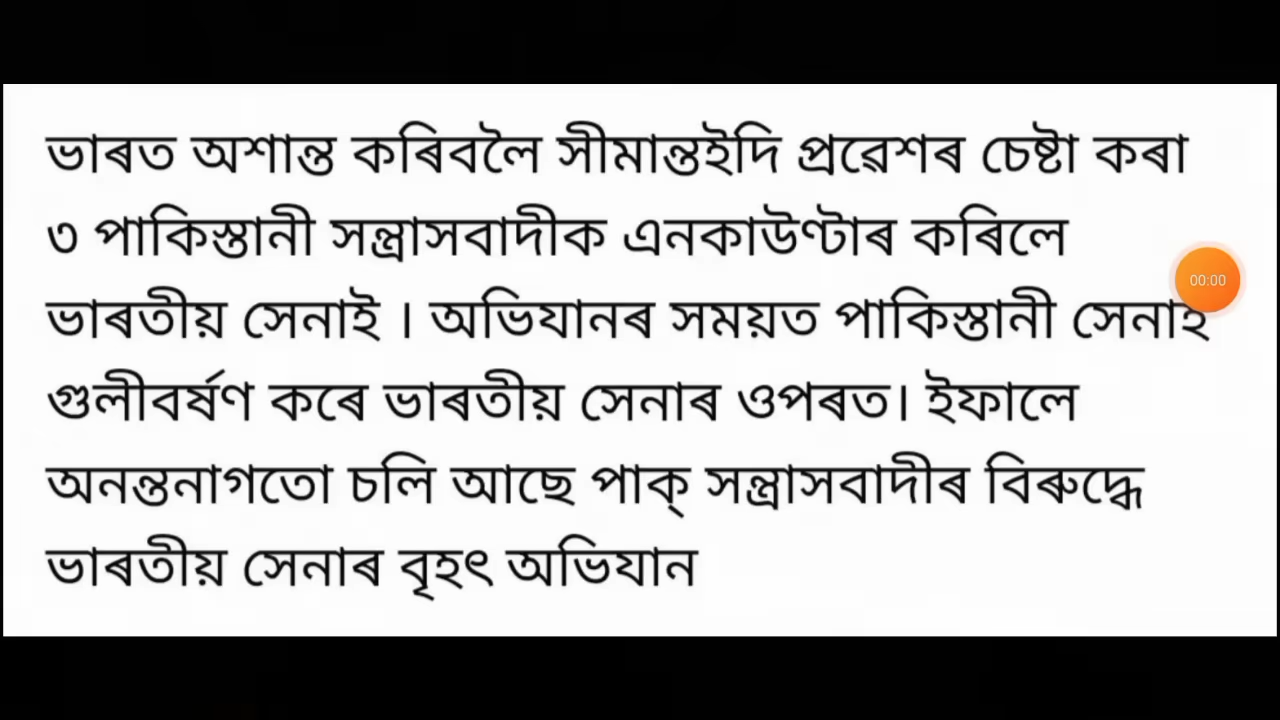 ভাৰত অশান্ত কৰিবলৈ সীমান্তইদি প্ৰৱেশৰ চেষ্টা কৰা
৩ পাকিস্তানী সন্ত্ৰাসবাদীক এনকাউণ্টাৰ কৰিলে
ভাৰতীয় সেনাই । অভিযানৰ সময়ত পাকিস্তানী সেনাই
গুলীবৰ্ষণ কৰে ভাৰতীয় সেনাৰ ওপৰত। ইফালে
অনন্তনাগতো চলি আছে পাক্ সন্ত্ৰাসবাদীৰ বিৰুদ্ধে
ভাৰতীয় সেনাৰ বৃহৎ অভিযান
00:00